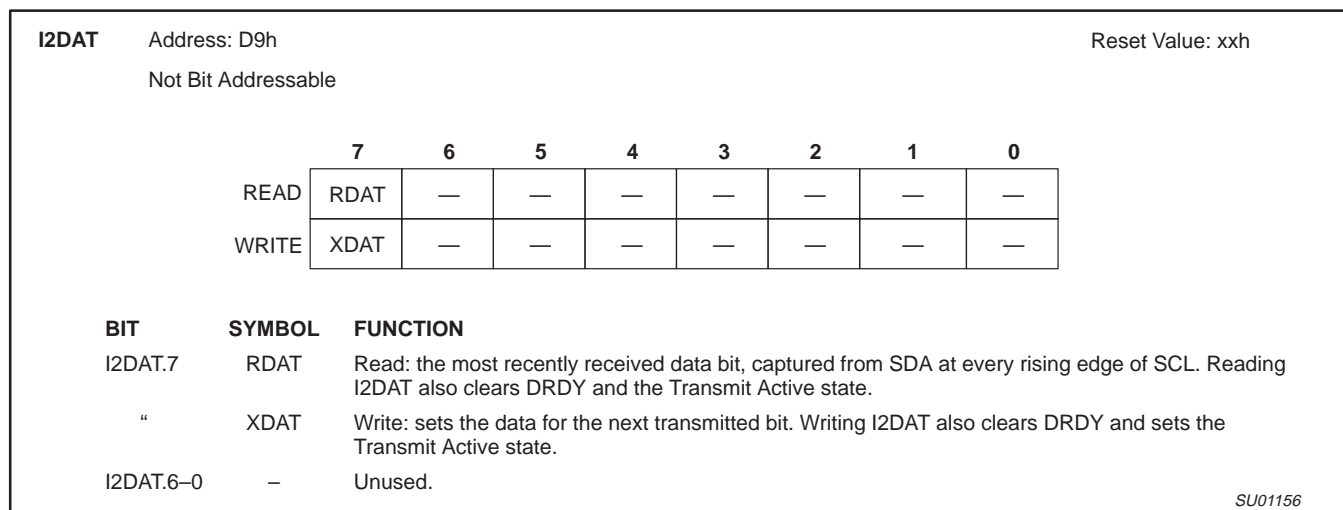 I2DAT Address: D9h Reset Value: xxh
Not Bit Addressable
7 6 5 4 3 2 1 0
READ RDAT — — — — — — —
WRITE XDAT — — — — — — —
BIT SYMBOL FUNCTION
I2DAT.7 RDAT Read: the most recently received data bit, captured from SDA at every rising edge of SCL. Reading
I2DAT also clears DRDY and the Transmit Active state.
“ XDAT Write: sets the data for the next transmitted bit. Writing I2DAT also clears DRDY and sets the
Transmit Active state.
I2DAT.6–0 – Unused.
SU01156